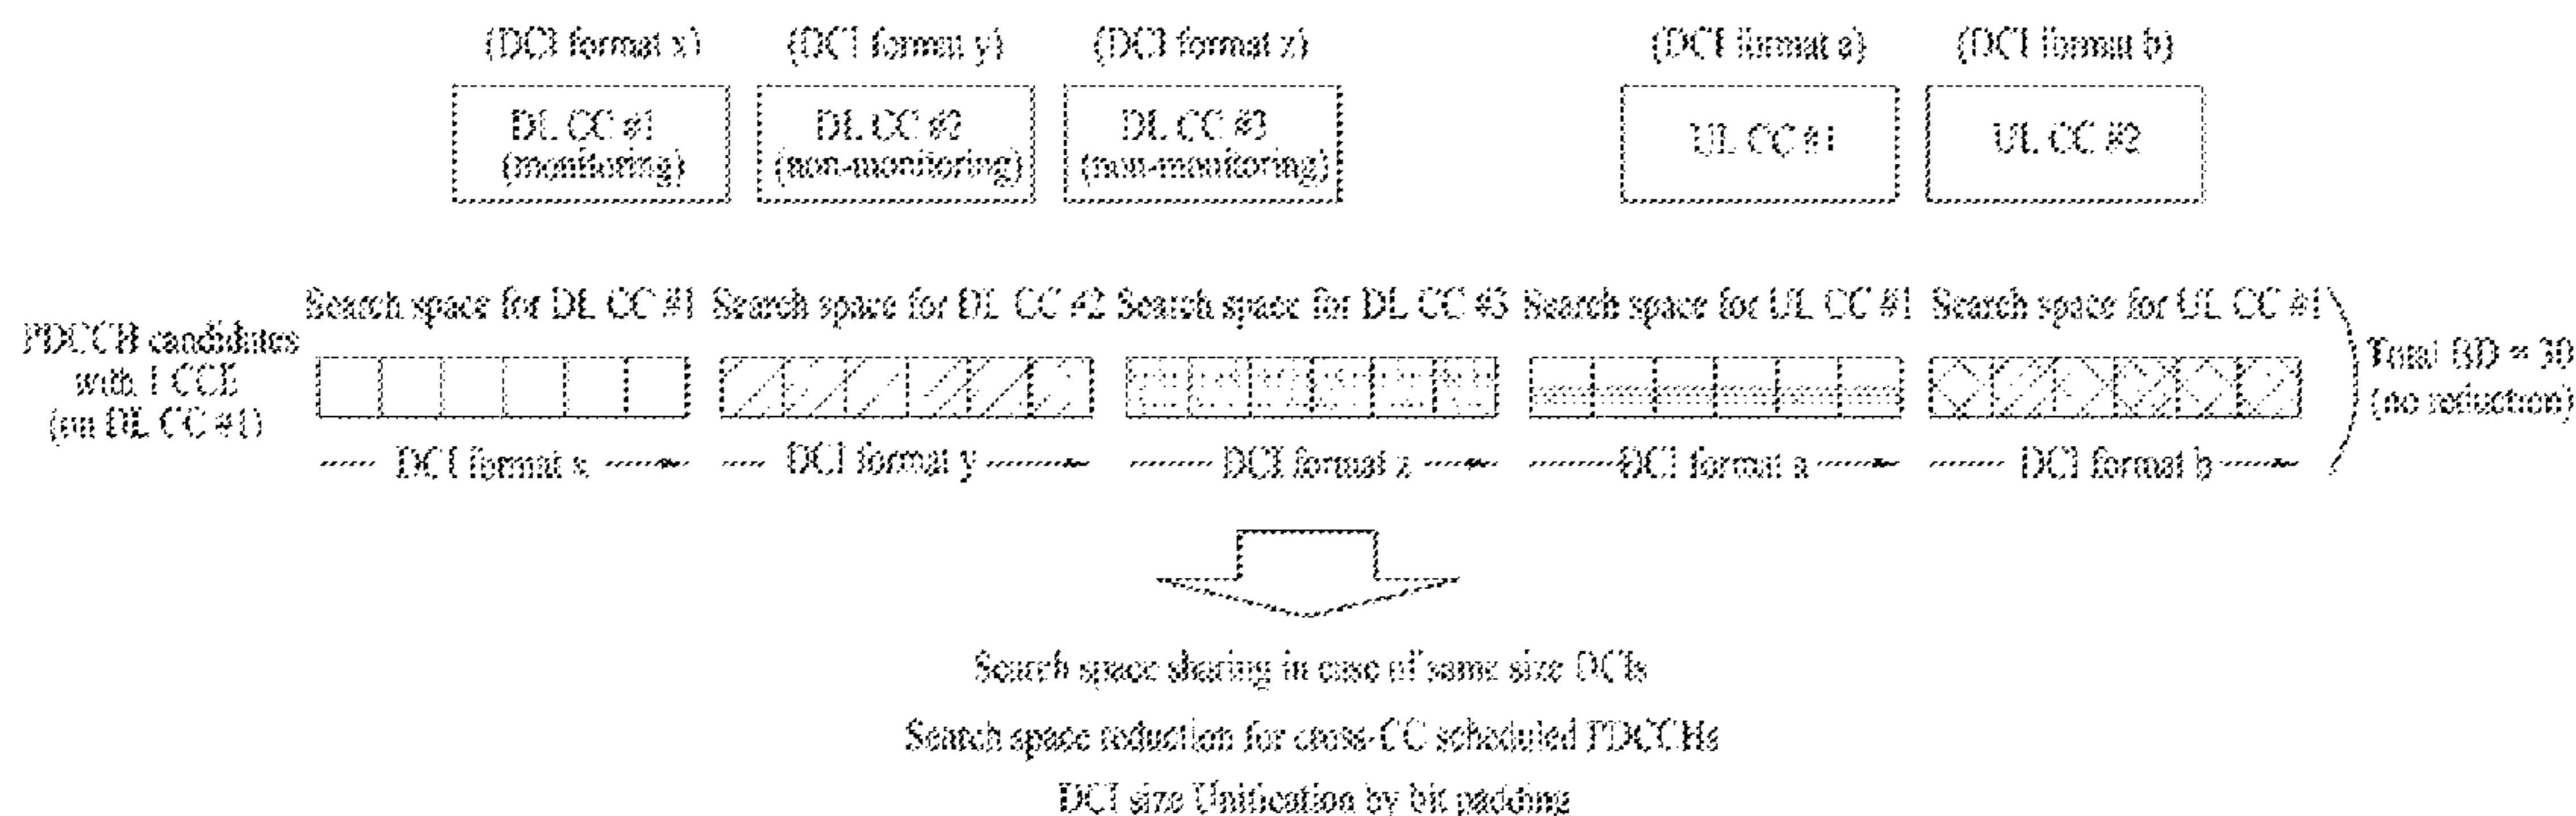 (DCI format x) (DCI format y) (DCI format z) (DCI format a) (DCI format b)
DL CC #1 (monitoring)
DL CC #2 (non-monitoring)
DL CC #3 (non-monitoring)
UL CC #1
UL CC #2
Search space for DL CC #1 Search space for DL CC #2 Search space for DL CC #3 Search space for UL CC #1 Search space for UL CC #1
PDCCH candidates
with 1 CCE
(on DL CC #1)
Total BD = 30
(no reduction)
DCI format x DCI format y DCI format z DCI format a DCI format b
Search space sharing in case of same size DCIs
Search space reduction for cross-CC scheduled PDCCHs
DCI size Unification by bit padding